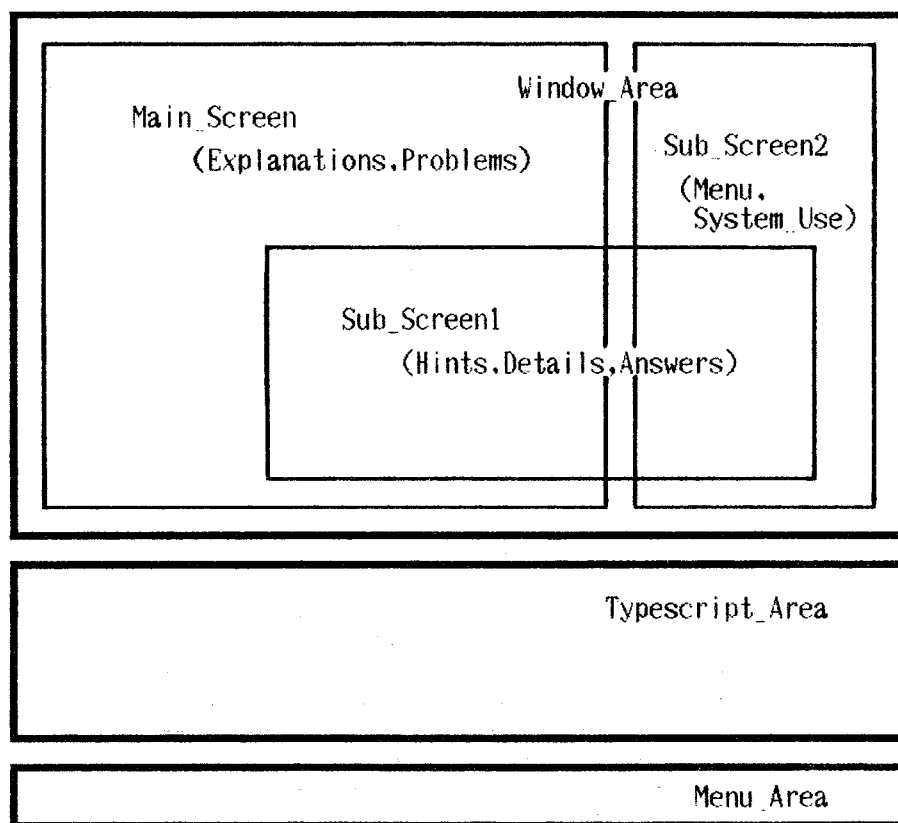 Window_Area
Main_Screen
(Explanations.Problems)
Sub_Screen2
(Menu.
System_Use)
Sub_Screen1
(Hints.Details,Answers)
Typescript_Area
Menu_Area